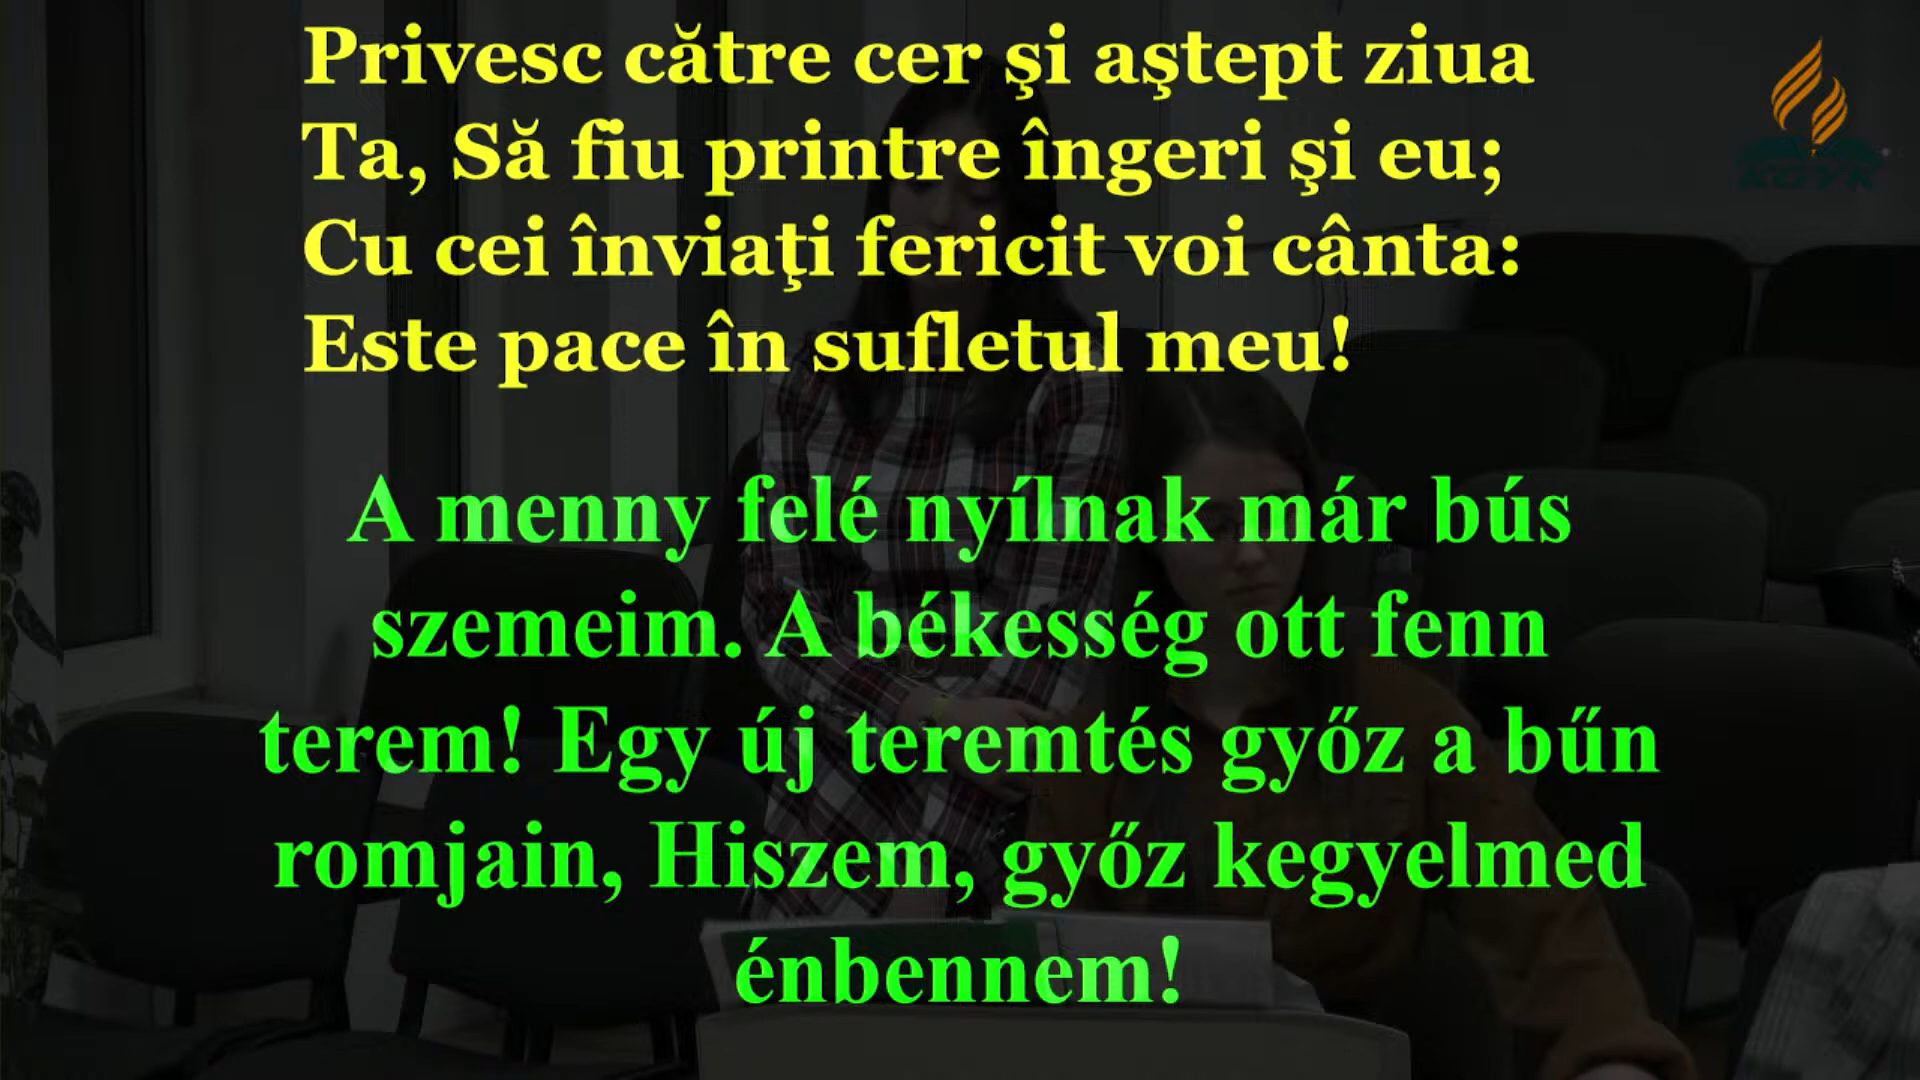 Privesc către cer şi aştept ziua
Ta, Să fiu printre îngeri şi eu;
Cu cei înviaţi fericit voi cânta:
Este pace în sufletul meu!
A menny felé nyílnak már bús
szemeim. A békesség ott fenn
terem! Egy új teremtés győz a bűn
romjain, Hiszem, győz kegyelmed
énbennem!